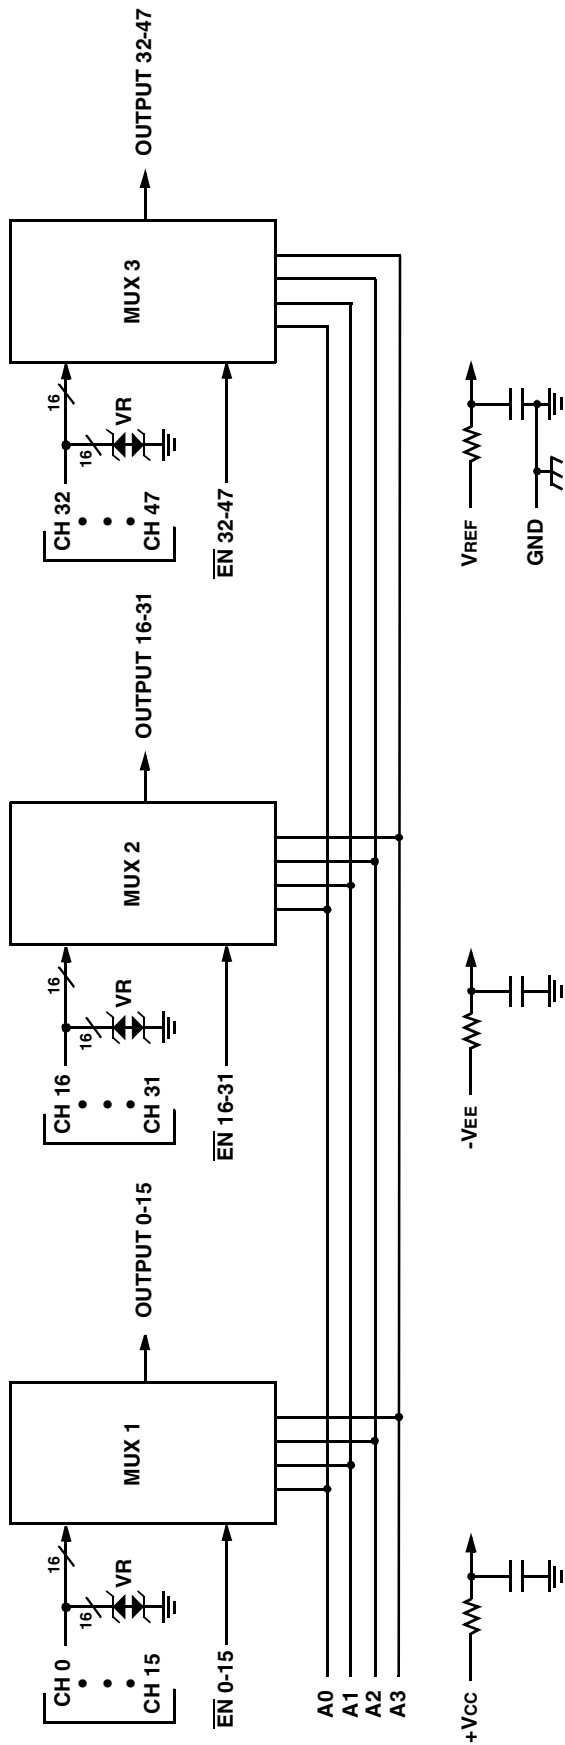 CH 0
CH 15
16
16
VR
EN 0-15
MUX 1
OUTPUT 0-15
CH 16
CH 31
16
16
VR
EN 16-31
MUX 2
OUTPUT 16-31
CH 32
CH 47
16
16
VR
EN 32-47
MUX 3
OUTPUT 32-47
A0
A1
A2
A3
+VCC
-VEE
VREF
GND